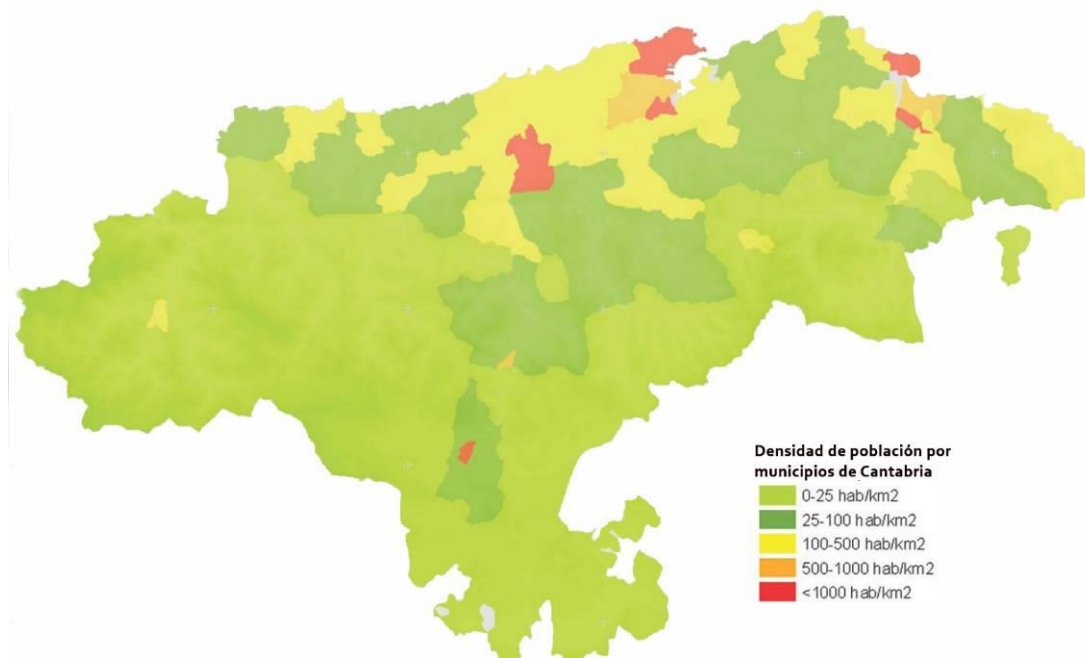 Densidad de población por
municipios de Cantabria
0-25 hab/km2
25-100 hab/km2
100-500 hab/km2
500-1000 hab/km2
<1000 hab/km2